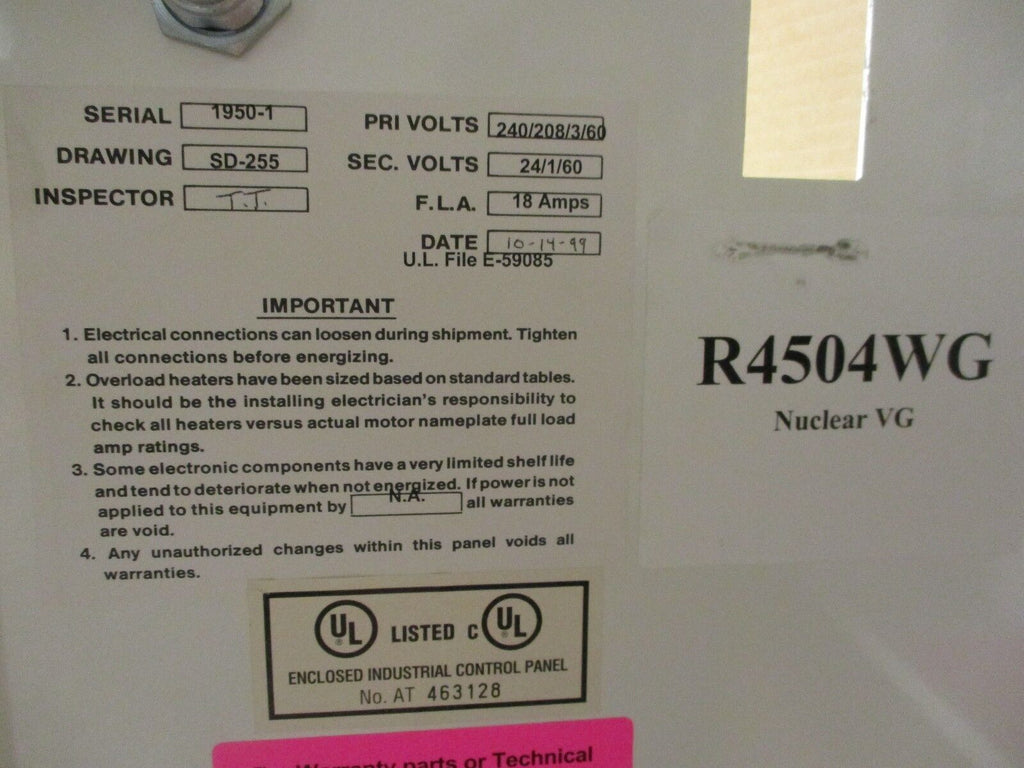 SERIAL 1950-1
DRAWING SD-255
INSPECTOR T.T.
PRI VOLTS 240/208/3/60
SEC. VOLTS 24/1/60
F.L.A. 18 Amps
DATE 10-14-99
U.L. File E-59085
IMPORTANT
1. Electrical connections can loosen during shipment. Tighten
all connections before energizing.
2. Overload heaters have been sized based on standard tables.
It should be the installing electrician's responsibility to
check all heaters versus actual motor nameplate full load
amp ratings.
3. Some electronic components have a very limited shelf life
and tend to deteriorate when not energized. If power is not
applied to this equipment by N.A. all warranties
are void.
4. Any unauthorized changes within this panel voids all
warranties.
R4504WG
Nuclear VG
UL LISTED C UL
ENCLOSED INDUSTRIAL CONTROL PANEL
No. AT 463128
Warranty parts or Technical